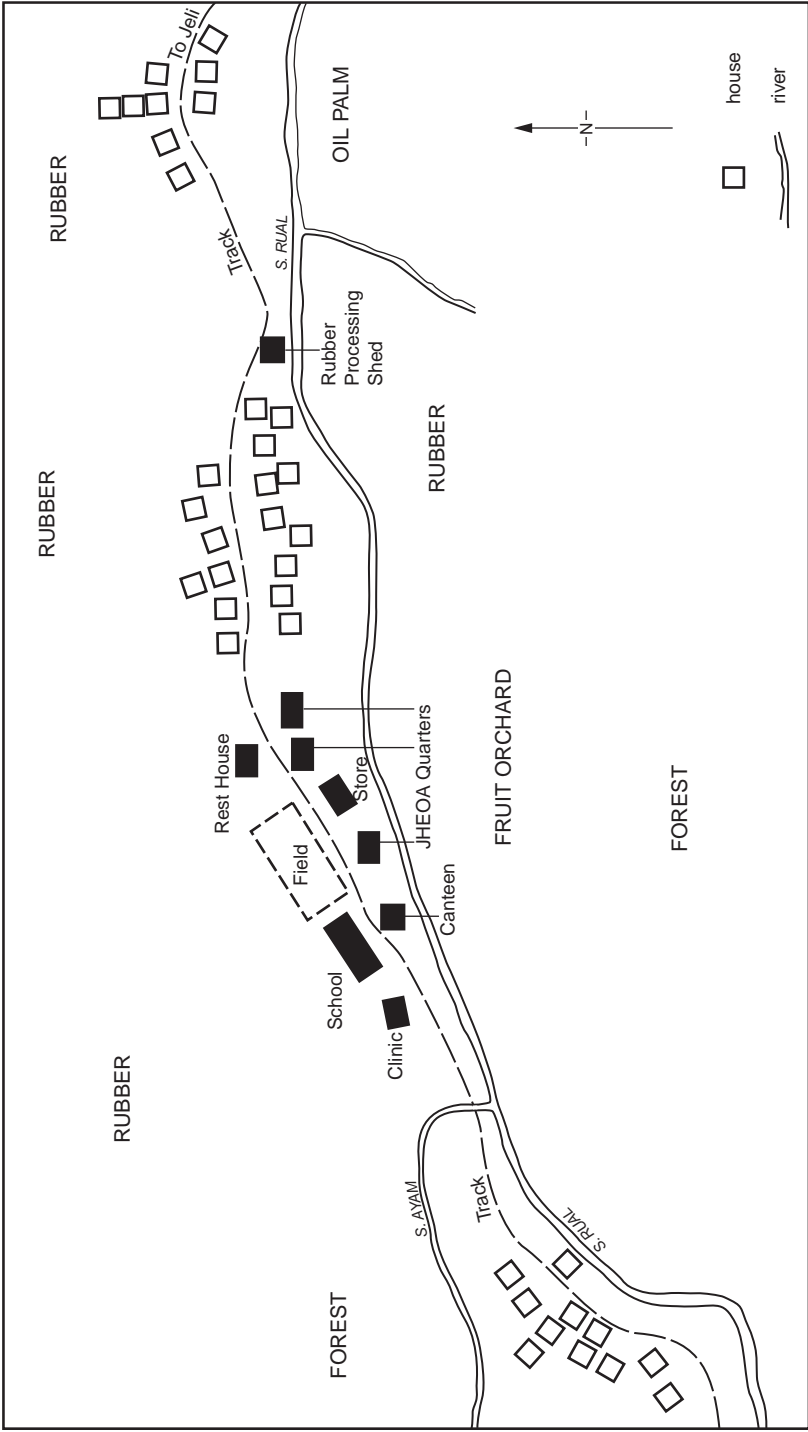 RUBBER
RUBBER
RUBBER
To Jeli
Track
S. RUAL
OIL PALM
Rubber
Processing
Shed
RUBBER
Rest House
Field
School
Clinic
Store
JHEOA Quarters
Canteen
FRUIT ORCHARD
FOREST
S. AYAM
Track
S. RUAL
FOREST
–N–
house
river